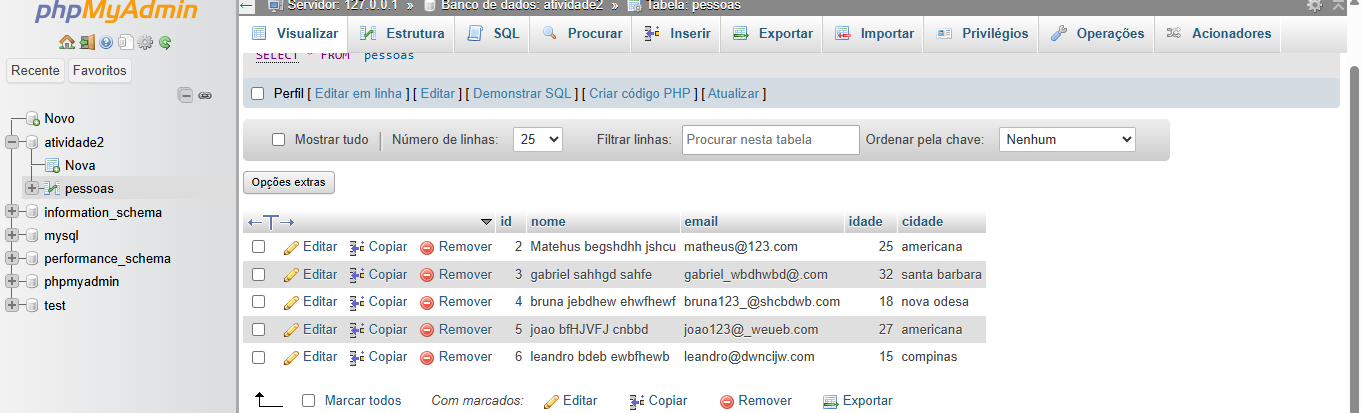 phpMyAdmin
Recente Favoritos
Novo
atividade2
Nova
pessoas
information_schema
mysql
performance_schema
phpmyadmin
test
Servidor: 127.0.0.1 » Banco de dados: atividade2 » Tabela: pessoas
Visualizar Estrutura SQL Procurar Inserir Exportar Importar Privilégios Operações Acionadores
SELECT * FROM `pessoas`
Perfil [ Editar em linha ] [ Editar ] [ Demonstrar SQL ] [ Criar código PHP ] [ Atualizar ]
Mostrar tudo | Número de linhas: 25 Filtrar linhas: Procurar nesta tabela Ordenar pela chave: Nenhum
Opções extras
←T→ id nome email idade cidade
Editar Copiar Remover 2 Matehus begshdhh jshcu matheus@123.com 25 americana
Editar Copiar Remover 3 gabriel sahhgd sahfe gabriel_wbdhwbd@.com 32 santa barbara
Editar Copiar Remover 4 bruna jebdhew ehwfhewf bruna123_@shcbdwb.com 18 nova odesa
Editar Copiar Remover 5 joao bfHJVFJ cnbbd joao123@_weueb.com 27 americana
Editar Copiar Remover 6 leandro bdeb ewbfhewb leandro@dwncijw.com 15 compinas
Marcar todos Com marcados: Editar Copiar Remover Exportar